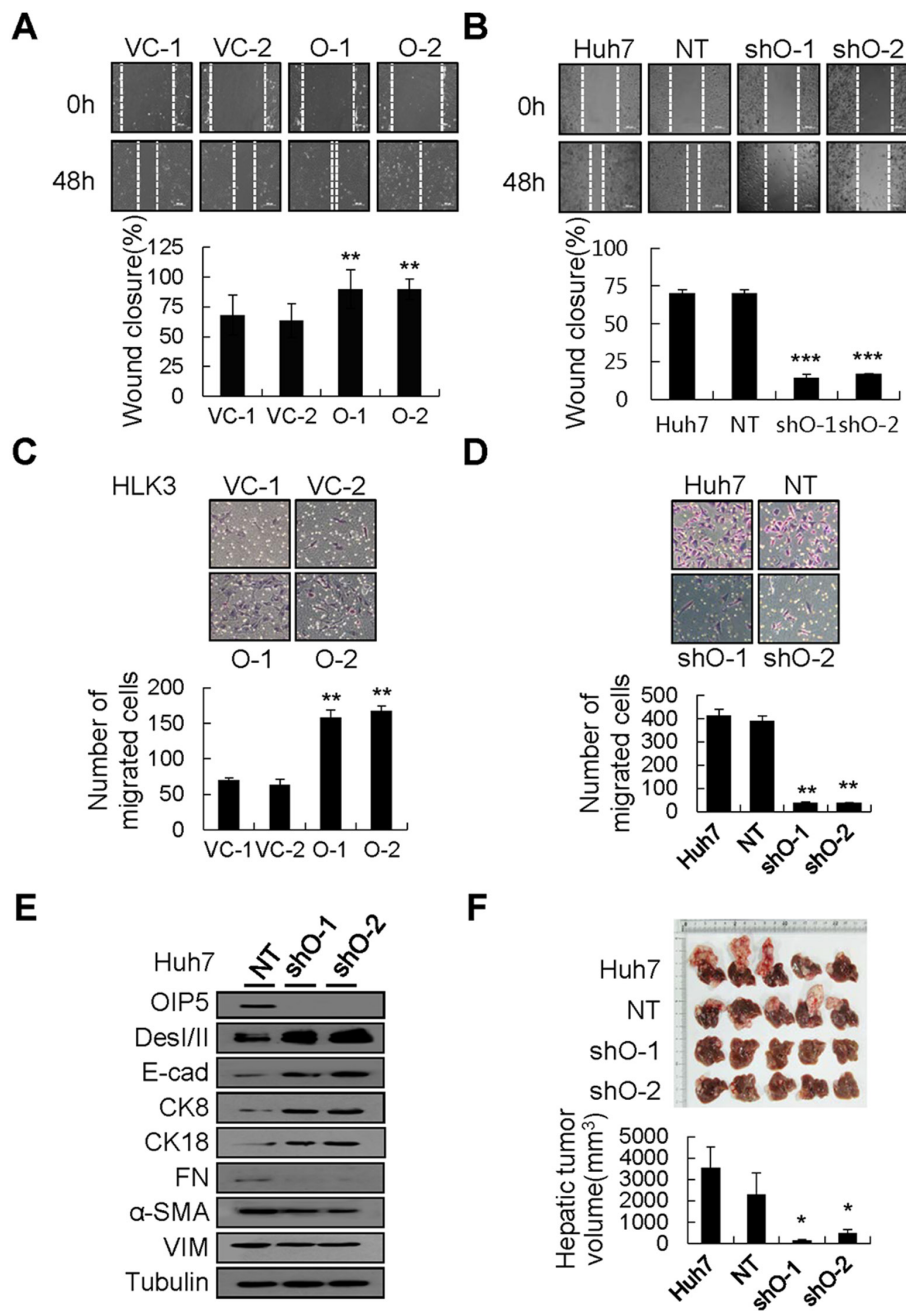 A
VC-1 VC-2 O-1 O-2
0h
48h
Wound closure(%)
125
100
75
50
25
0
** **
VC-1 VC-2 O-1 O-2
B
Huh7 NT shO-1 shO-2
0h
48h
Wound closure(%)
100
75
50
25
0
*** ***
Huh7 NT shO-1 shO-2
C
HLK3 VC-1 VC-2
O-1 O-2
Number of
migrated cells
200
150
100
50
0
** **
VC-1 VC-2 O-1 O-2
D
Huh7 NT
shO-1 shO-2
Number of
migrated cells
500
400
300
200
100
0
** **
Huh7 NT shO-1 shO-2
E
Huh7 NT shO-1 shO-2
OIP5
DesI/II
E-cad
CK8
CK18
FN
α-SMA
VIM
Tubulin
F
Huh7
NT
shO-1
shO-2
Hepatic tumor
volume(mm³)
5000
4000
3000
2000
1000
0
* *
Huh7 NT shO-1 shO-2